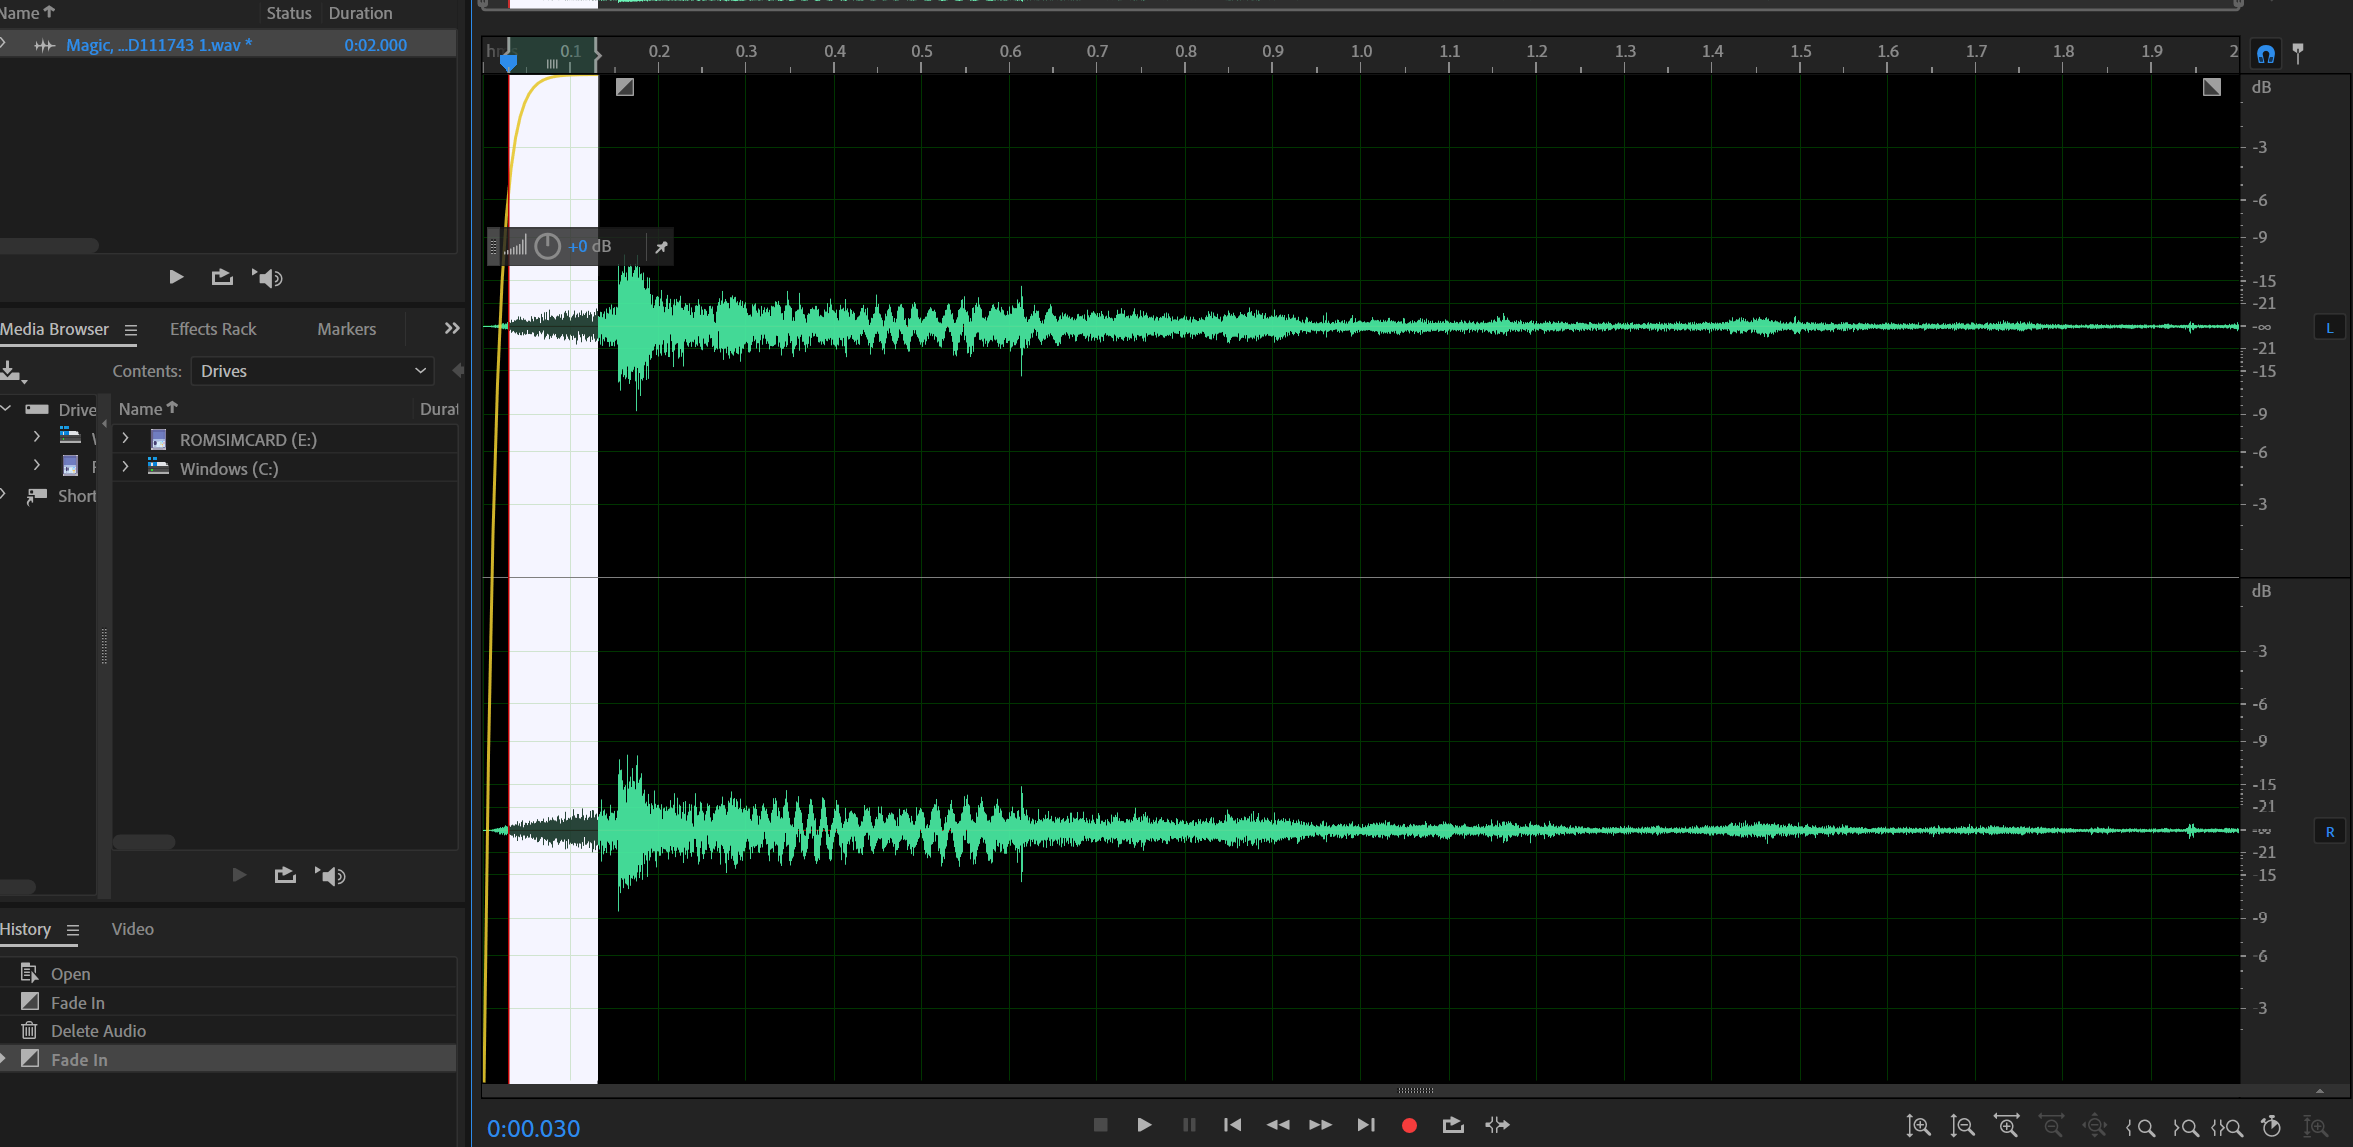 Name Status Duration
Magic, ...D111743 1.wav * 0:02.000
Media Browser Effects Rack Markers
Contents: Drives
Drive
Short
Name Durat
ROMSIMCARD (E:)
Windows (C:)
History Video
Open
Fade In
Delete Audio
Fade In
0.1 0.2 0.3 0.4 0.5 0.6 0.7 0.8 0.9 1.0 1.1 1.2 1.3 1.4 1.5 1.6 1.7 1.8 1.9 2
+0 dB
dB
-3
-6
-9
-15
-21
-∞
-21
-15
-9
-6
-3
L
dB
-3
-6
-9
-15
-21
-∞
-21
-15
-9
-6
-3
R
0:00.030